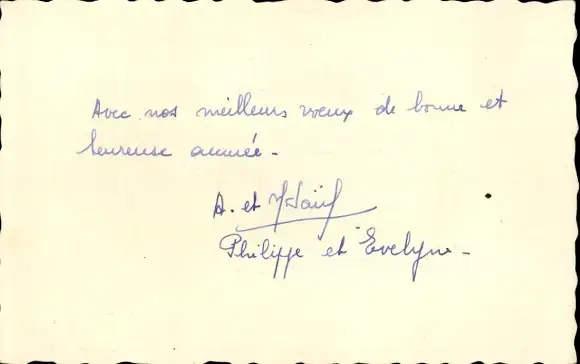 Avec nos meilleurs voeux de bonne et
heureuse année -
A. et
Philippe et Evelyne -